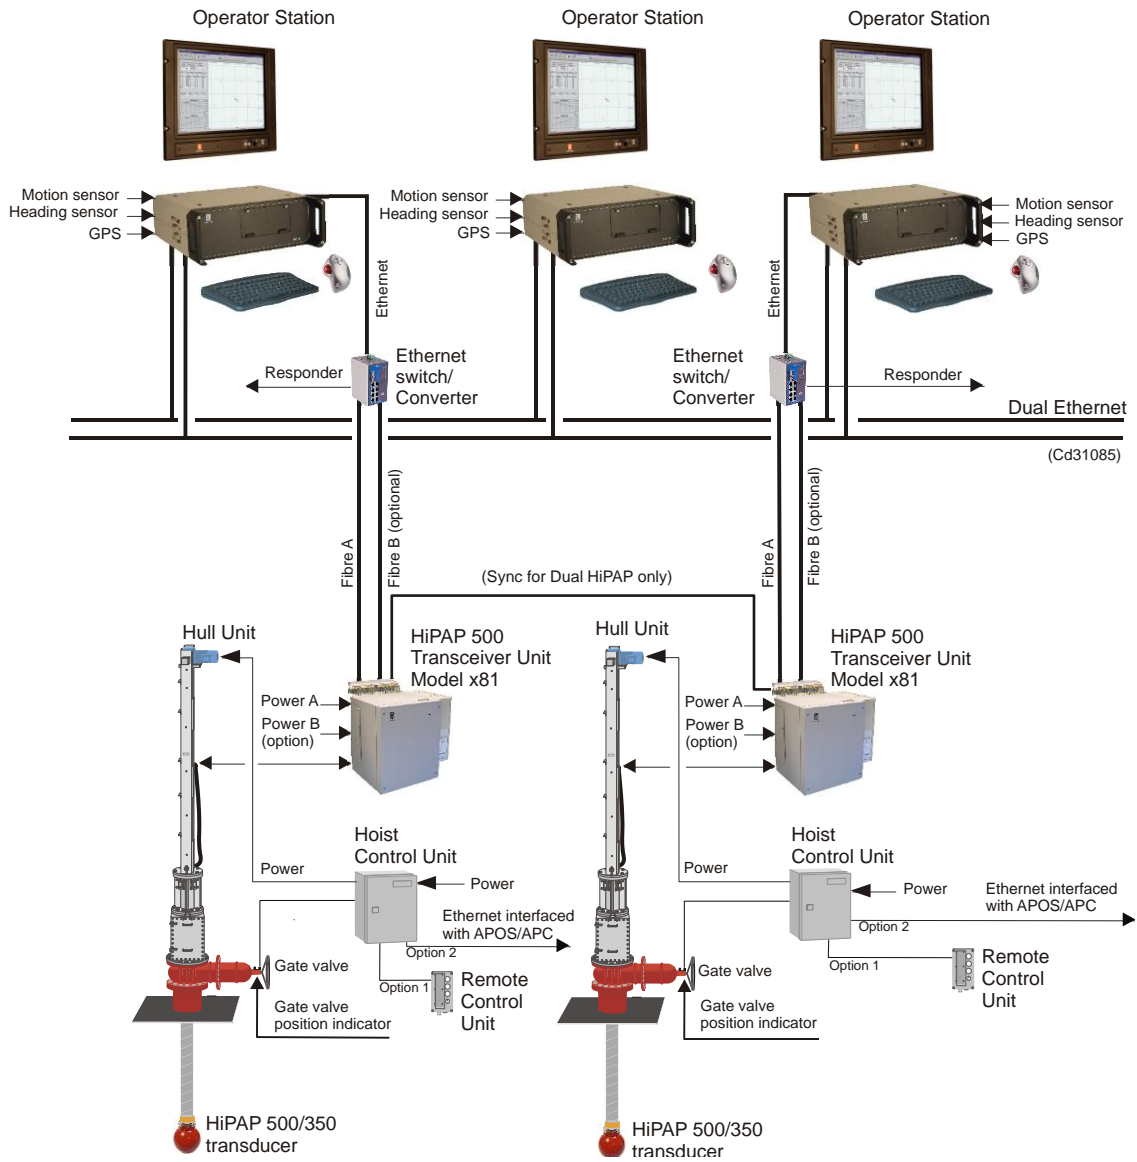 Operator Station
Operator Station
Operator Station
Motion sensor
Heading sensor
GPS
Motion sensor
Heading sensor
GPS
Motion sensor
Heading sensor
GPS
Ethernet
Ethernet
Ethernet
switch/
Converter
Responder
Ethernet
switch/
Converter
Responder
Dual Ethernet
(Cd31085)
Fibre A
Fibre B (optional)
Fibre A
Fibre B (optional)
(Sync for Dual HiPAP only)
Hull Unit
HiPAP 500
Transceiver Unit
Model x81
Hull Unit
HiPAP 500
Transceiver Unit
Model x81
Power A
Power B
(option)
Power A
Power B
(option)
Hoist
Control Unit
Power
Power
Ethernet interfaced
with APOS/APC
Option 2
Option 1
Gate valve
Gate valve
position indicator
Remote
Control
Unit
HiPAP 500/350
transducer
Hoist
Control Unit
Power
Power
Ethernet interfaced
with APOS/APC
Option 2
Option 1
Gate valve
Gate valve
position indicator
Remote
Control
Unit
HiPAP 500/350
transducer